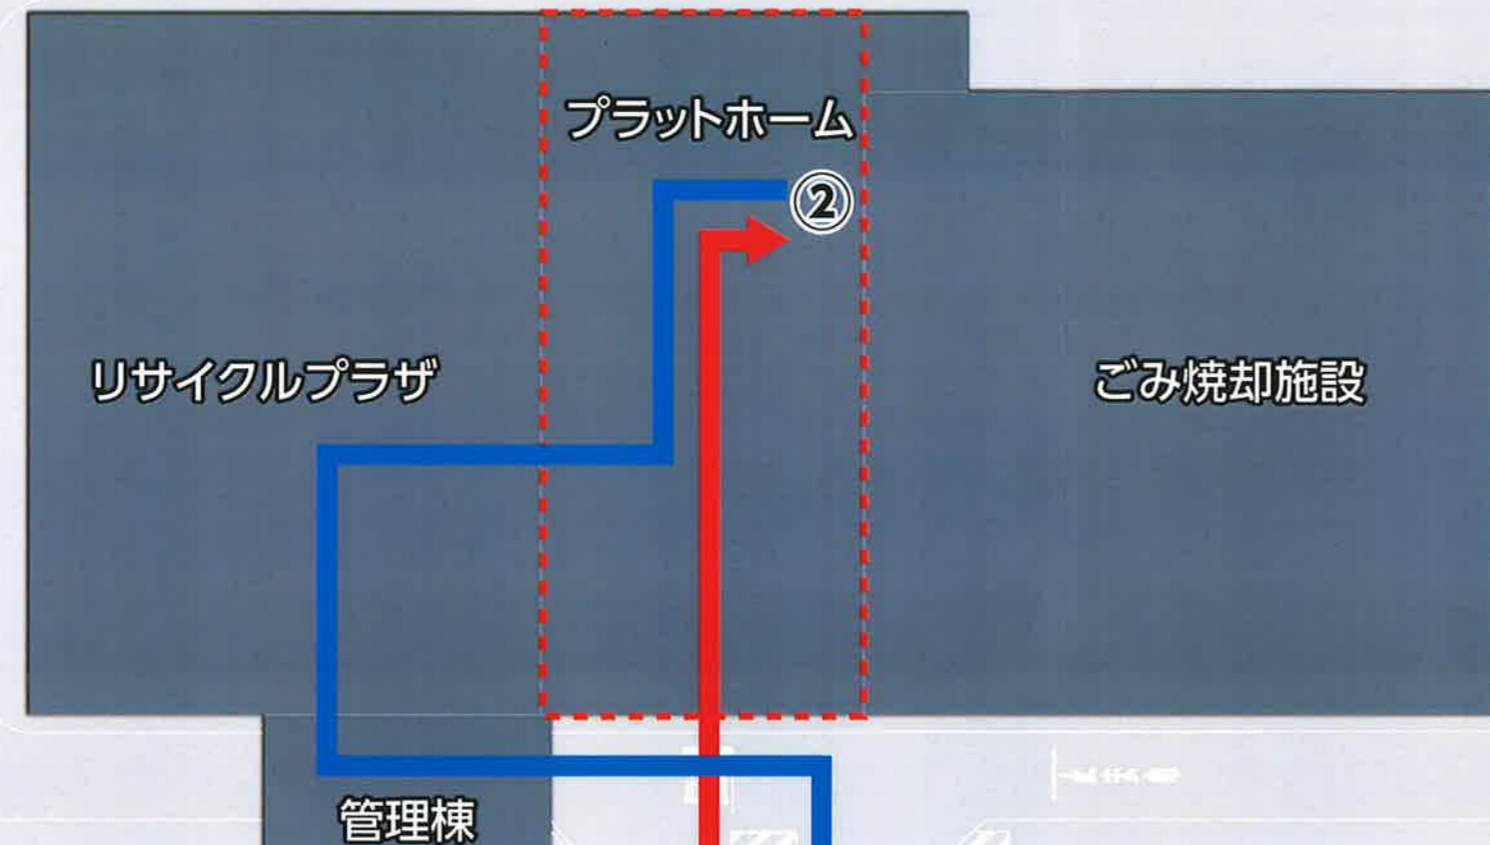 プラットホーム
②
リサイクルプラザ
ごみ焼却施設
管理棟